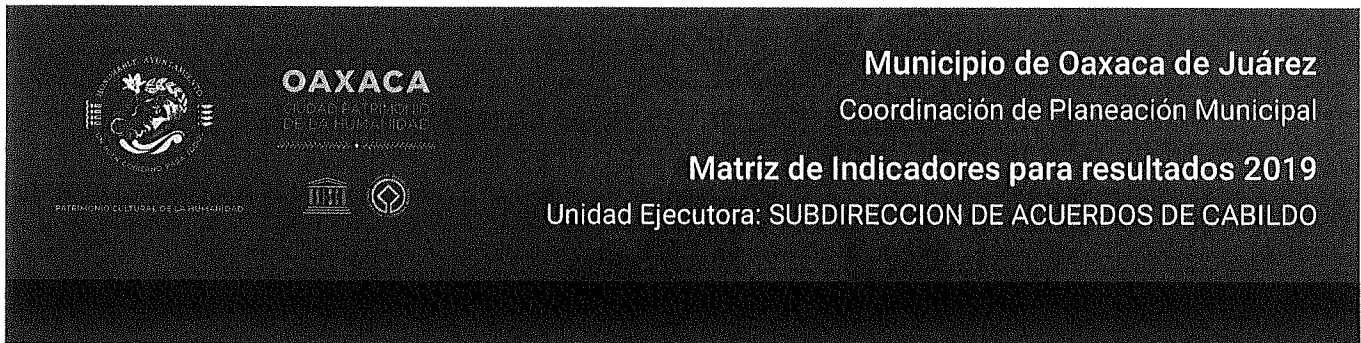 OAXACA
CIUDAD PATRIMONIO
DE LA HUMANIDAD
PATRIMONIO CULTURAL DE LA HUMANIDAD
Municipio de Oaxaca de Juárez
Coordinación de Planeación Municipal
Matriz de Indicadores para resultados 2019
Unidad Ejecutora: SUBDIRECCION DE ACUERDOS DE CABILDO